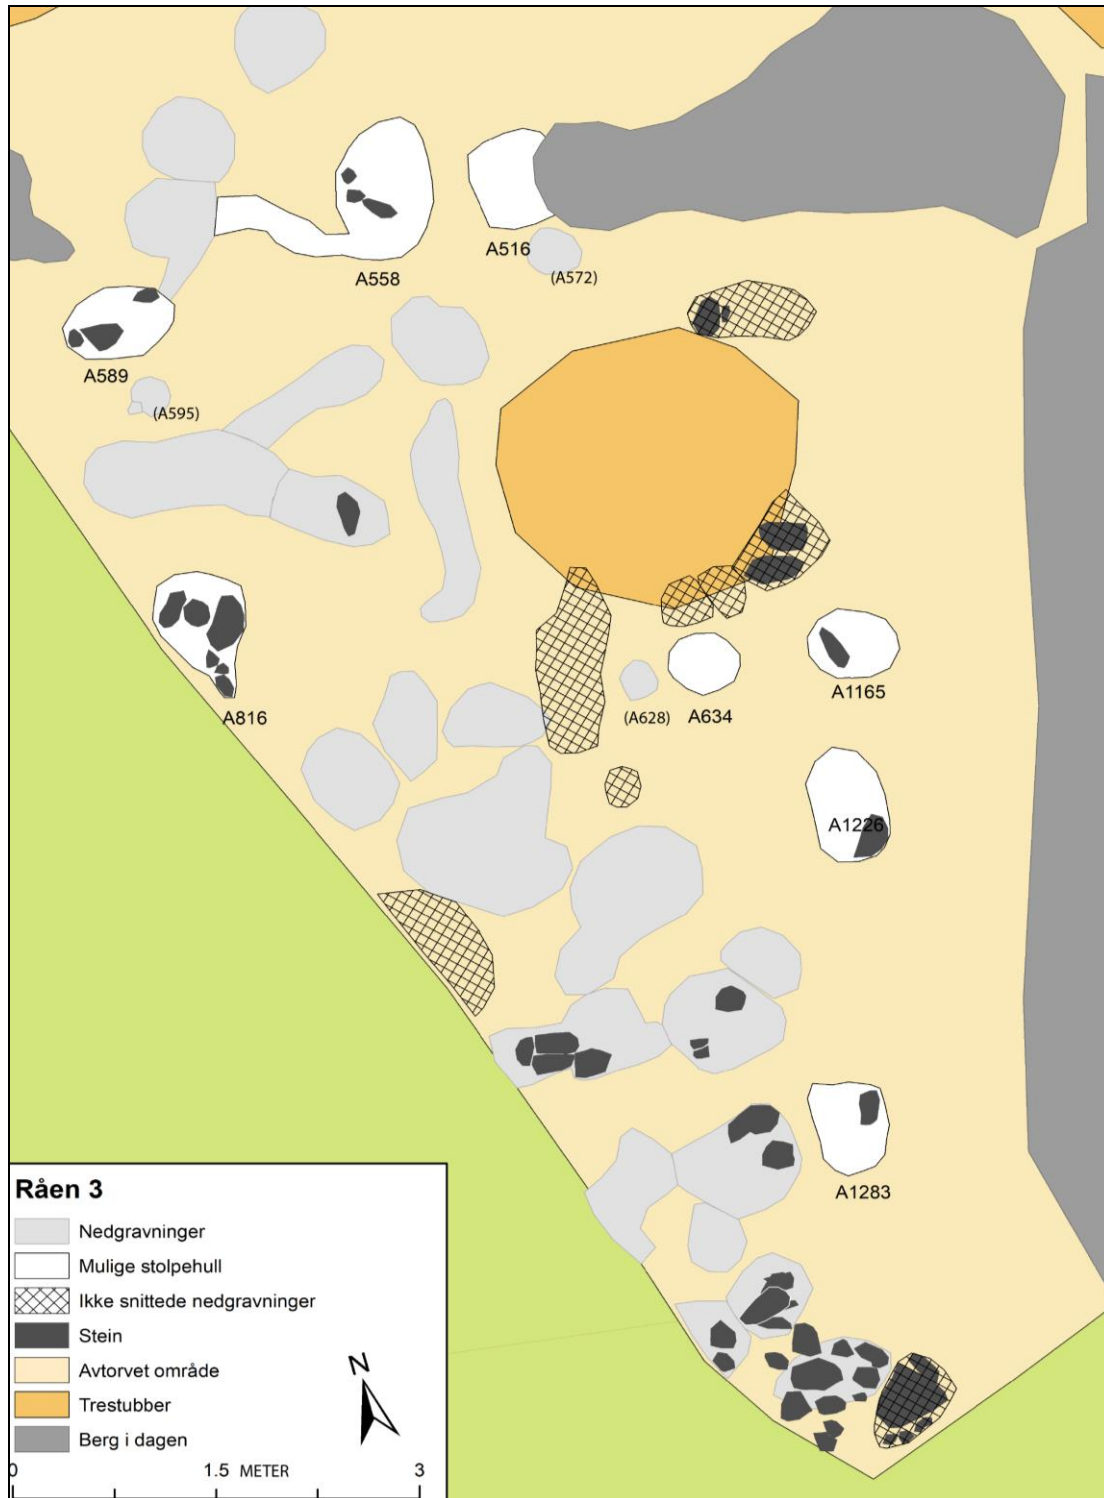 A516
(A572)
A558
A589
(A595)
A1165
A816
(A628)
A634
A1226
A1283
Råen 3
Nedgravninger
Mulige stolpehull
Ikke snittede nedgravninger
Stein
Avtorvet område
Trestubber
Berg i dagen
N
0 1.5 METER 3